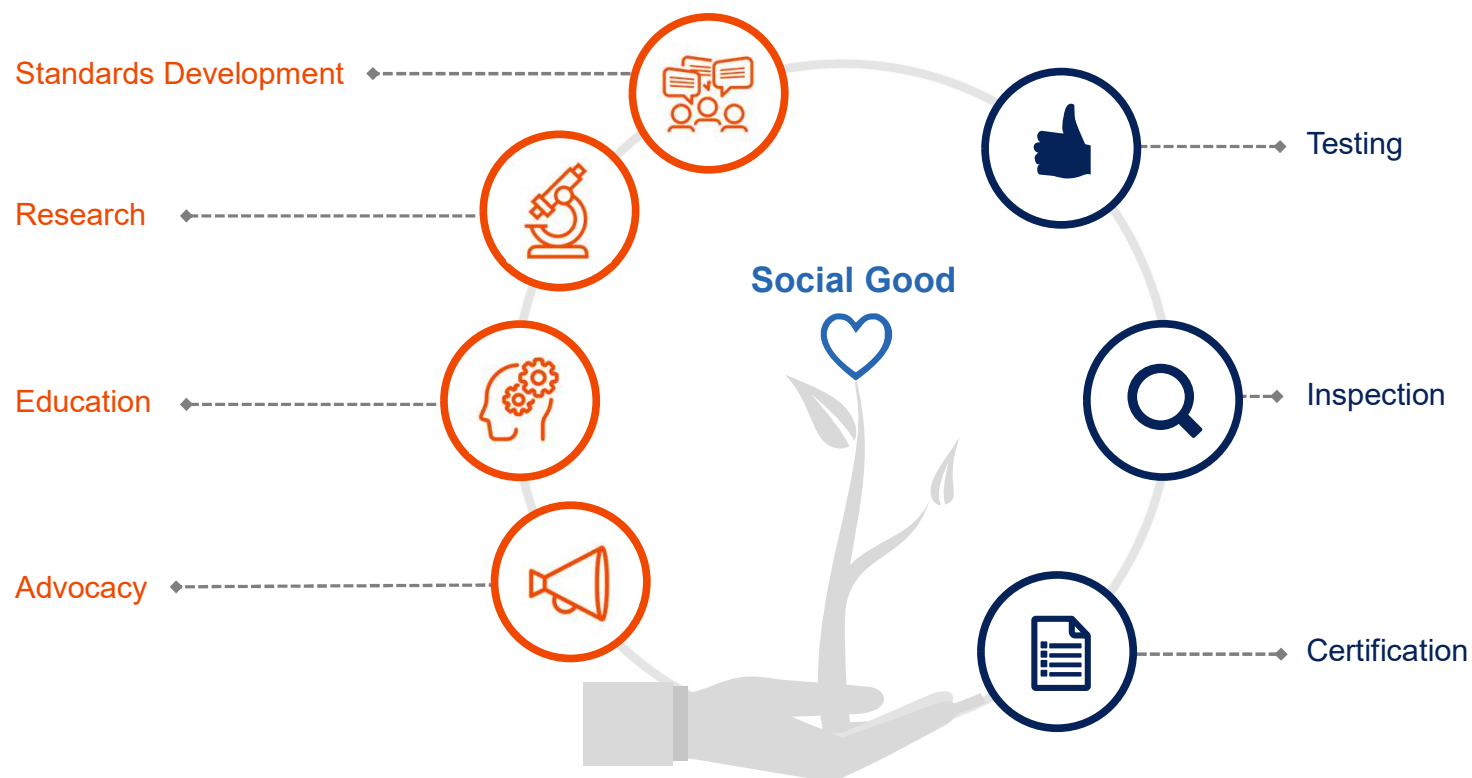 Standards Development
Research
Education
Advocacy
Social Good
Testing
Inspection
Certification